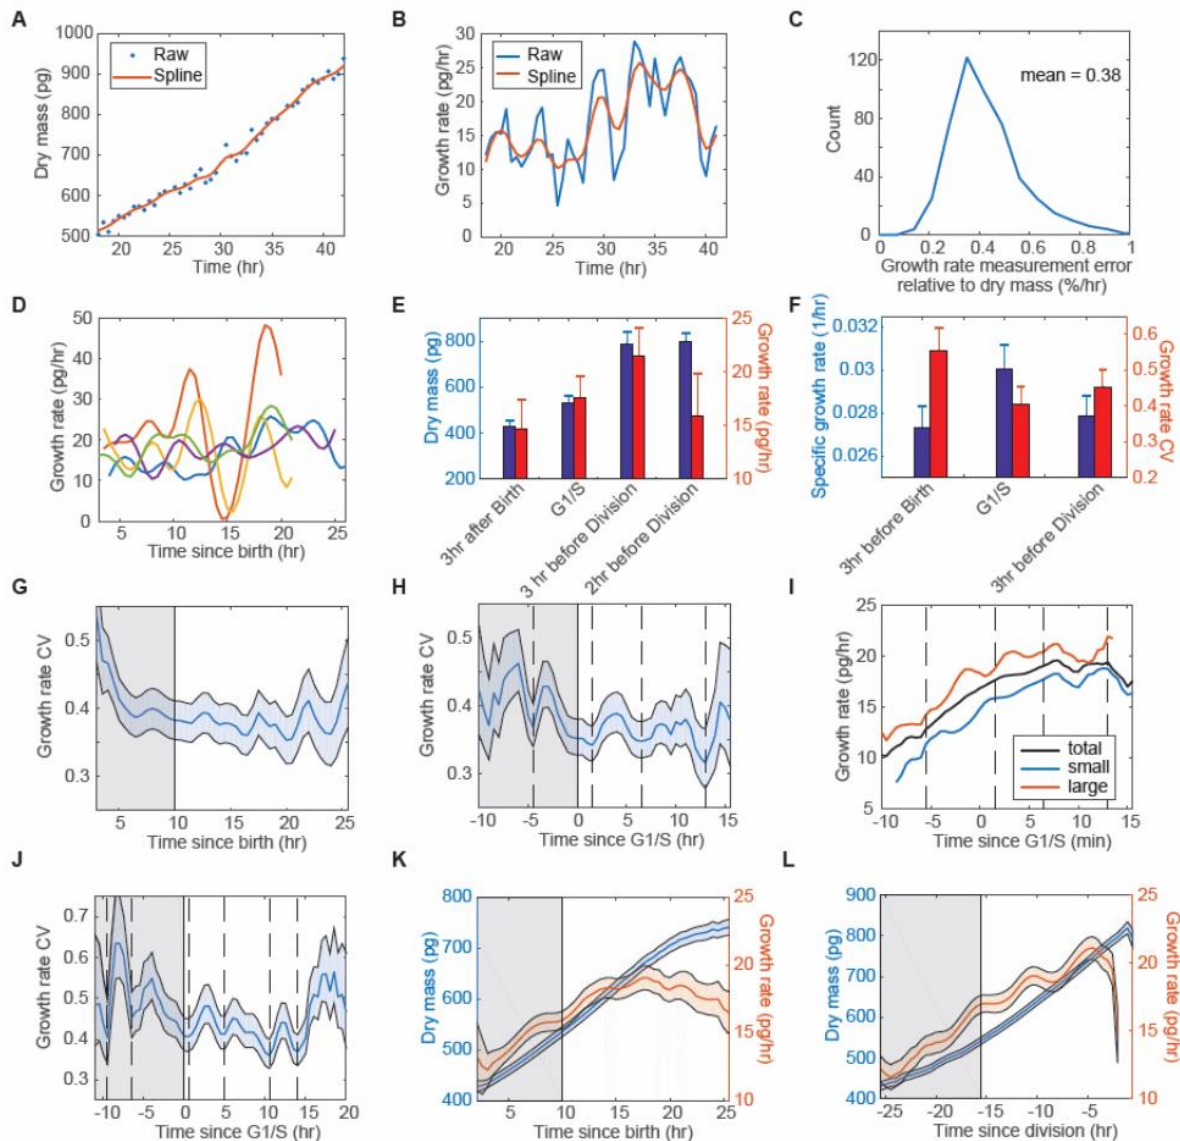 A
1000
900
800
700
600
500
Dry mass (pg)
Raw
Spline
20 25 30 35 40
Time (hr)
B
30
25
20
15
10
5
0
Growth rate (pg/hr)
Raw
Spline
20 25 30 35 40
Time (hr)
C
120
80
40
0
Count
mean = 0.38
0 0.2 0.4 0.6 0.8 1
Growth rate measurement error
relative to dry mass (%/hr)
D
50
40
30
20
10
0
Growth rate (pg/hr)
5 10 15 20 25
Time since birth (hr)
E
800
600
400
200
Dry mass (pg)
25
20
15
10
Growth rate (pg/hr)
3hr after Birth
G1/S
3 hr before Division
2hr before Division
F
0.032
0.03
0.028
0.026
Specific growth rate (1/hr)
0.6
0.5
0.4
0.3
0.2
Growth rate CV
3hr before Birth
G1/S
3hr before Division
G
0.5
0.4
0.3
Growth rate CV
5 10 15 20 25
Time since birth (hr)
H
0.5
0.4
0.3
Growth rate CV
-10 -5 0 5 10 15
Time since G1/S (hr)
I
25
20
15
10
5
Growth rate (pg/hr)
total
small
large
-10 -5 0 5 10 15
Time since G1/S (min)
J
0.7
0.6
0.5
0.4
0.3
Growth rate CV
-10 -5 0 5 10 15 20
Time since G1/S (hr)
K
800
700
600
500
400
Dry mass (pg)
25
20
15
10
Growth rate (pg/hr)
5 10 15 20 25
Time since birth (hr)
L
900
800
700
600
500
400
Dry mass (pg)
25
20
15
10
Growth rate (pg/hr)
-25 -20 -15 -10 -5
Time since division (hr)